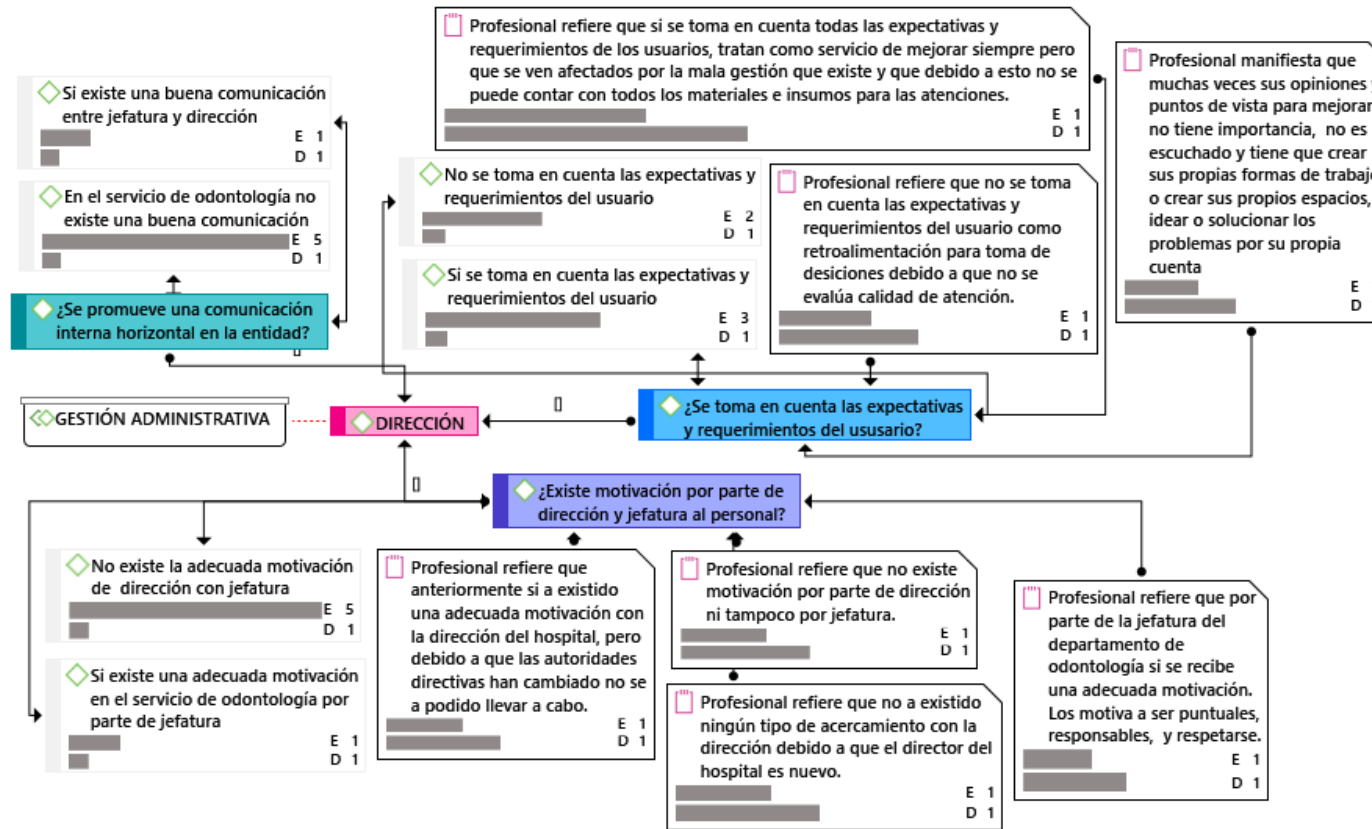 Profesional refiere que si se toma en cuenta todas las expectativas y
requerimientos de los usuarios, tratan como servicio de mejorar siempre pero
que se ven afectados por la mala gestión que existe y que debido a esto no se
puede contar con todos los materiales e insumos para las atenciones.
E 1
D 1
Profesional manifiesta que
muchas veces sus opiniones y
puntos de vista para mejorar
no tiene importancia, no es
escuchado y tiene que crear
sus propias formas de trabajo
o crear sus propios espacios,
idear o solucionar los
problemas por su propia
cuenta
E
D
Si existe una buena comunicación
entre jefatura y dirección
E 1
D 1
En el servicio de odontología no
existe una buena comunicación
E 5
D 1
No se toma en cuenta las expectativas y
requerimientos del usuario
E 2
D 1
Si se toma en cuenta las expectativas y
requerimientos del usuario
E 3
D 1
Profesional refiere que no se toma
en cuenta las expectativas y
requerimientos del usuario como
retroalimentación para toma de
desiciones debido a que no se
evalúa calidad de atención.
E 1
D 1
¿Se promueve una comunicación
interna horizontal en la entidad?
GESTIÓN ADMINISTRATIVA
DIRECCIÓN
¿Se toma en cuenta las expectativas
y requerimientos del ususario?
¿Existe motivación por parte de
dirección y jefatura al personal?
No existe la adecuada motivación
de dirección con jefatura
E 5
D 1
Si existe una adecuada motivación
en el servicio de odontología por
parte de jefatura
E 1
D 1
Profesional refiere que
anteriormente si a existido
una adecuada motivación con
la dirección del hospital, pero
debido a que las autoridades
directivas han cambiado no se
a podido llevar a cabo.
E 1
D 1
Profesional refiere que no existe
motivación por parte de dirección
ni tampoco por jefatura.
E 1
D 1
Profesional refiere que no a existido
ningún tipo de acercamiento con la
dirección debido a que el director del
hospital es nuevo.
E 1
D 1
Profesional refiere que por
parte de la jefatura del
departamento de
odontología si se recibe
una adecuada motivación.
Los motiva a ser puntuales,
responsables, y respetarse.
E 1
D 1